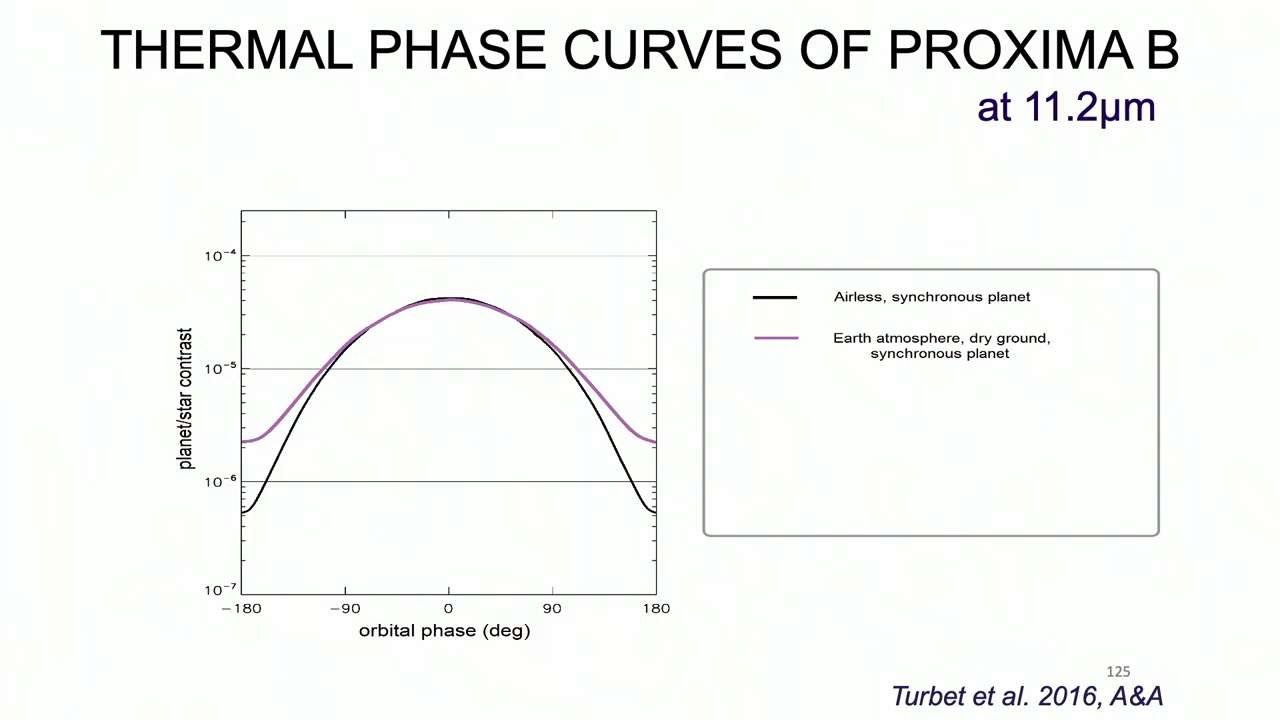 THERMAL PHASE CURVES OF PROXIMA B
at 11.2µm
10⁻⁴
10⁻⁵
10⁻⁶
10⁻⁷
planet/star contrast
−180 −90 0 90 180
orbital phase (deg)
Airless, synchronous planet
Earth atmosphere, dry ground,
synchronous planet
125
Turbet et al. 2016, A&A